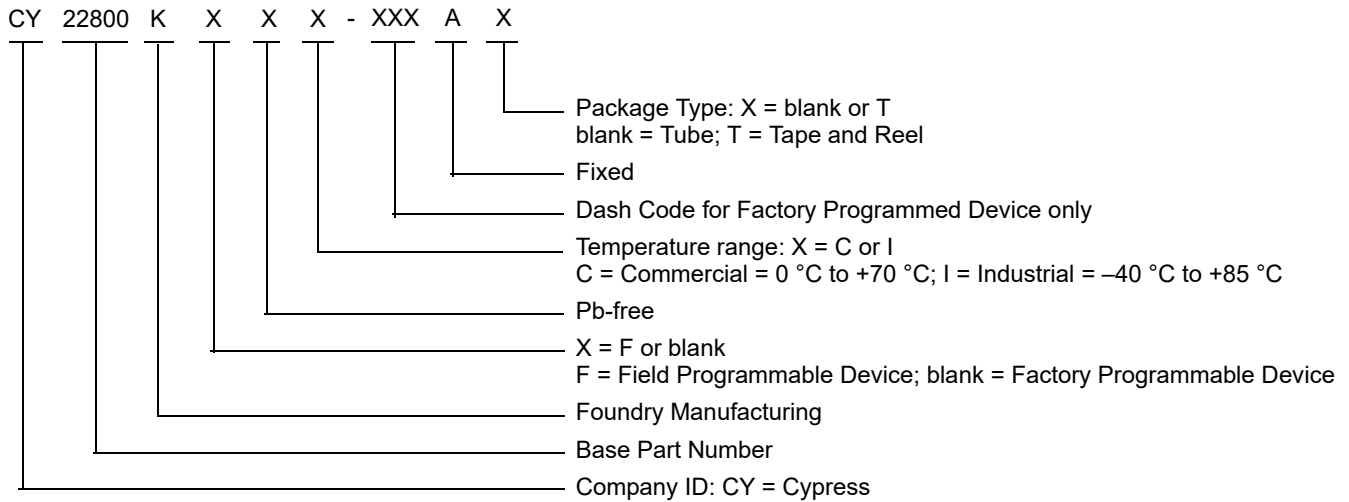 CY 22800 K X X X - XXX A X
Package Type: X = blank or T
blank = Tube; T = Tape and Reel
Fixed
Dash Code for Factory Programmed Device only
Temperature range: X = C or I
C = Commercial = 0 °C to +70 °C; I = Industrial = –40 °C to +85 °C
Pb-free
X = F or blank
F = Field Programmable Device; blank = Factory Programmable Device
Foundry Manufacturing
Base Part Number
Company ID: CY = Cypress